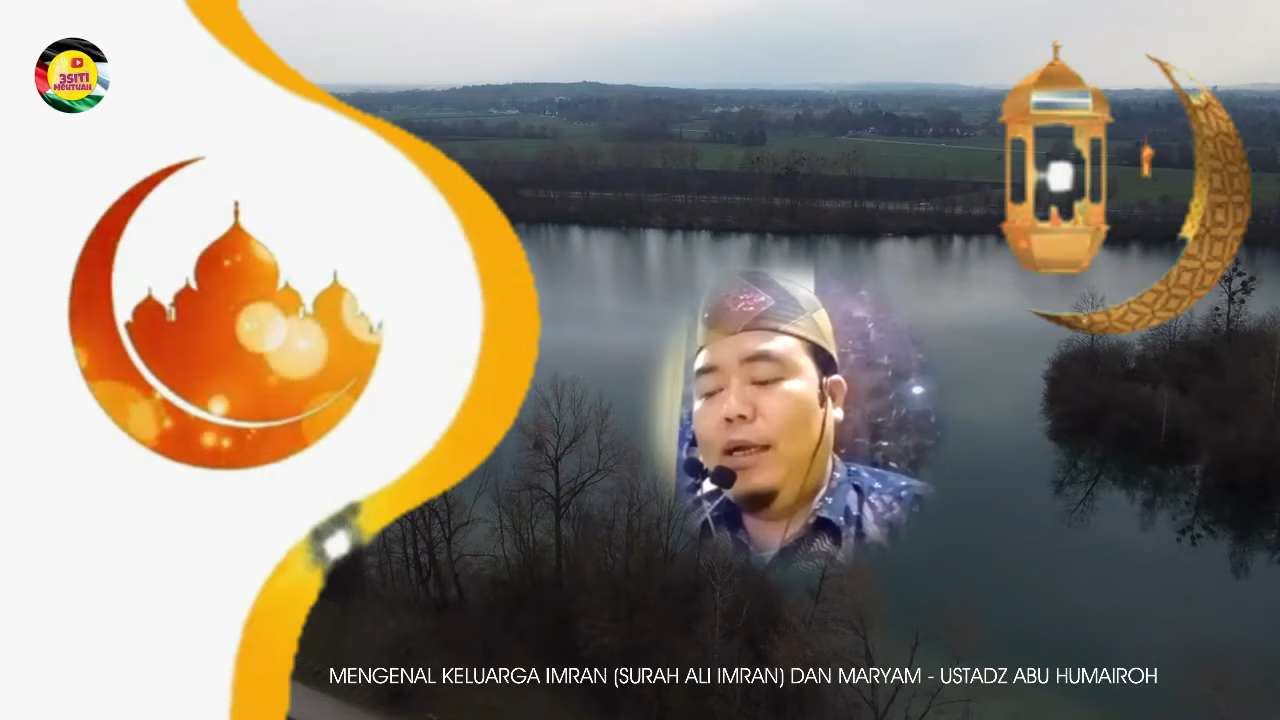 3SITI
MEUTUAH
MENGENAL KELUARGA IMRAN (SURAH ALI IMRAN) DAN MARYAM - USTADZ ABU HUMAIROH